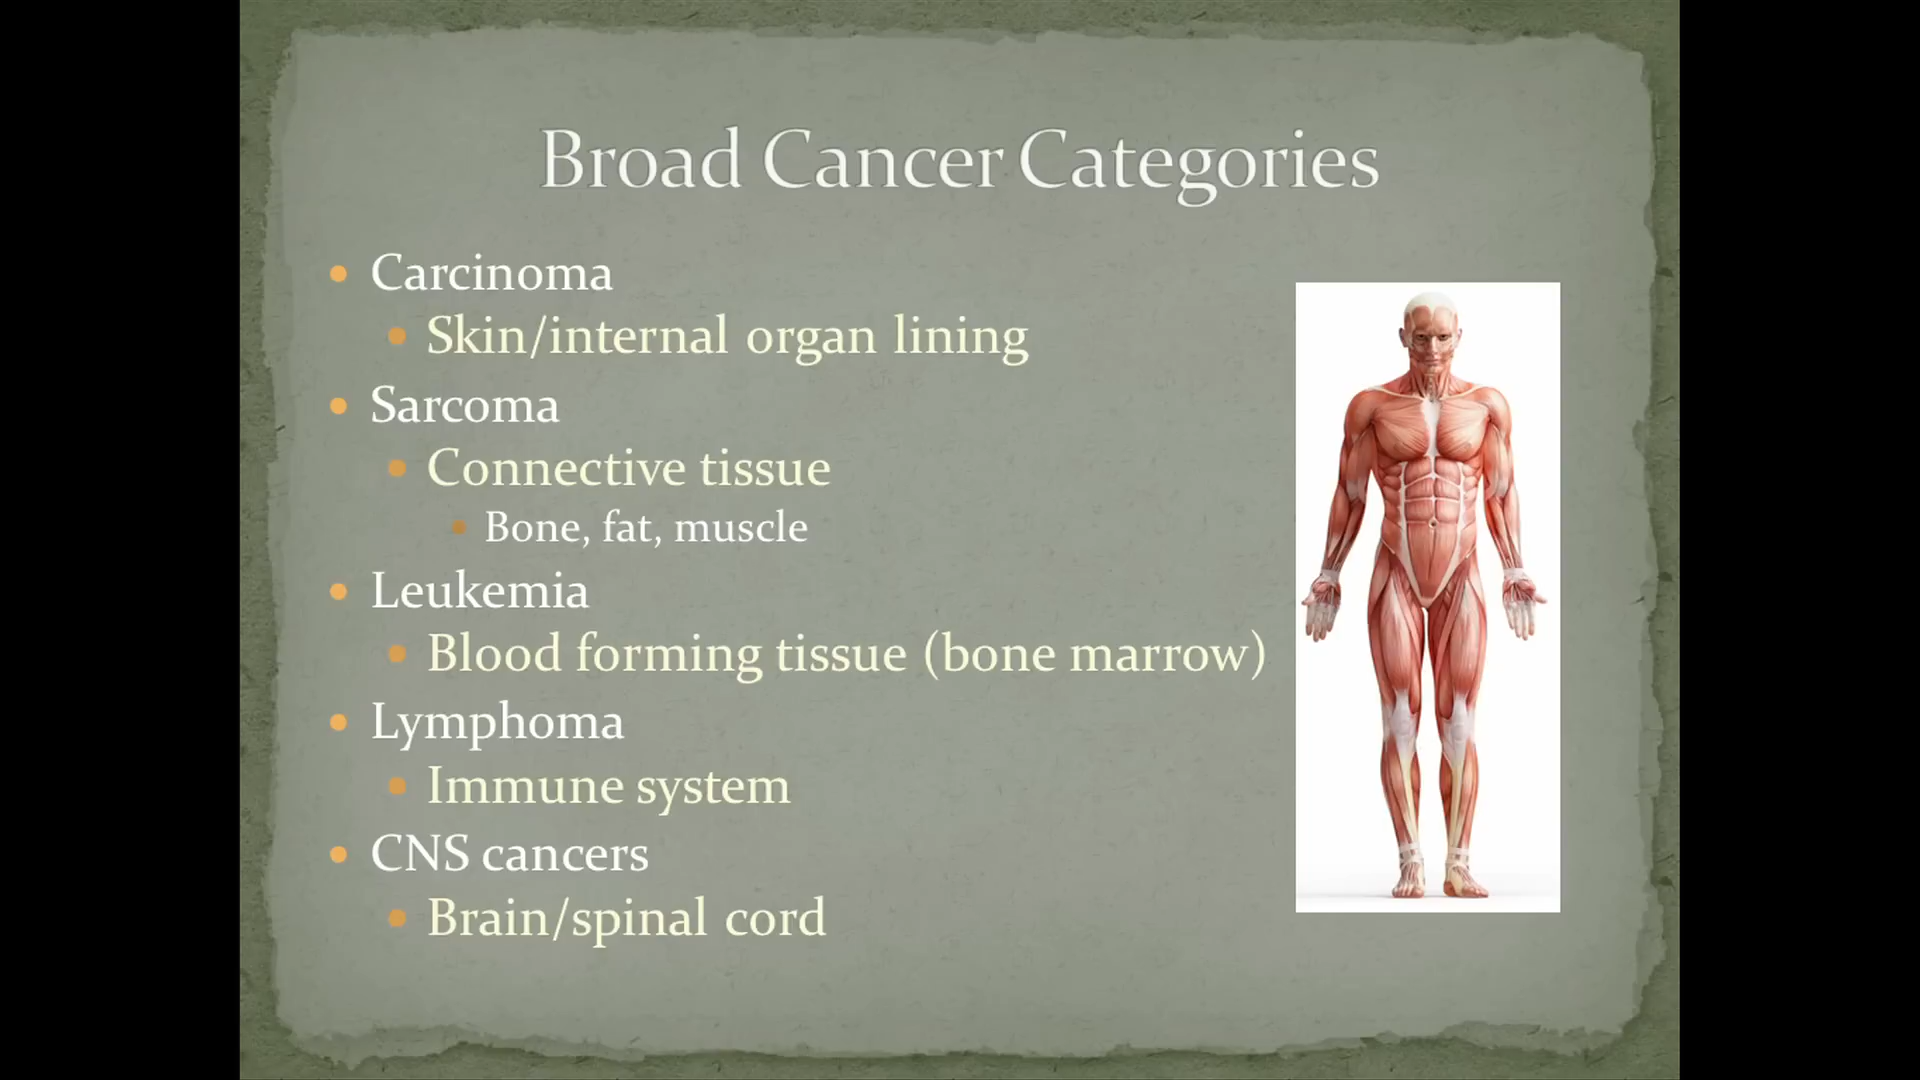 Broad Cancer Categories
Carcinoma
Skin/internal organ lining
Sarcoma
Connective tissue
Bone, fat, muscle
Leukemia
Blood forming tissue (bone marrow)
Lymphoma
Immune system
CNS cancers
Brain/spinal cord